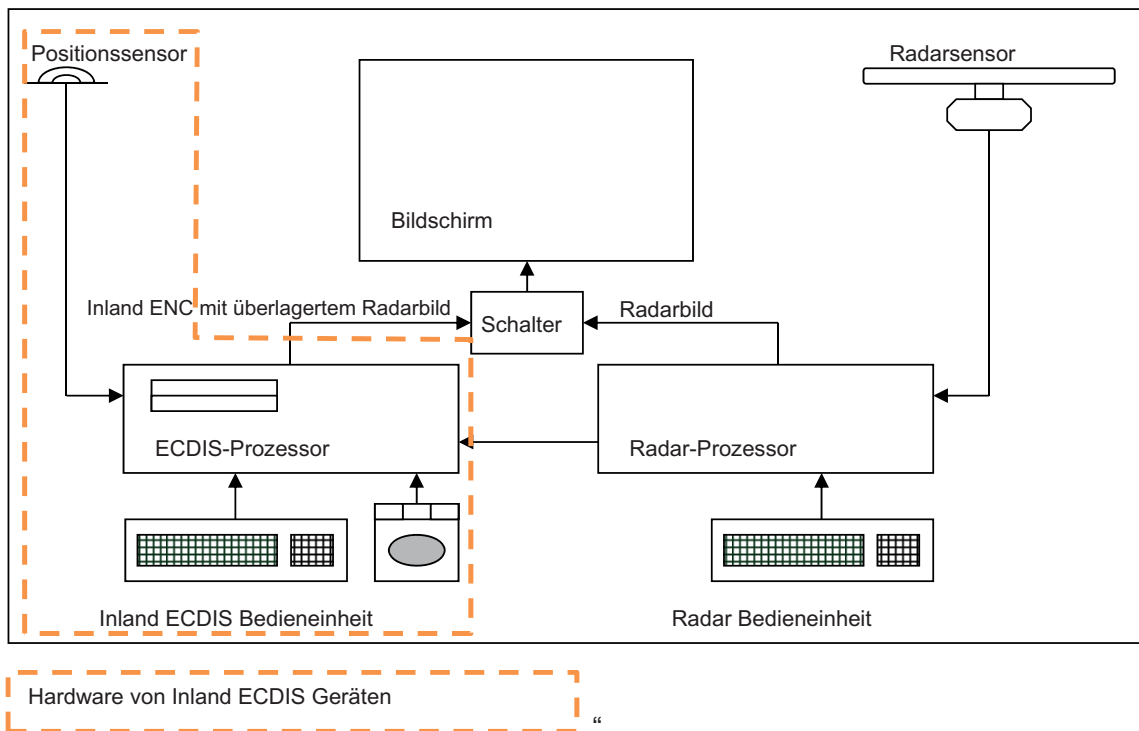 Positionssensor
Radarsensor
Bildschirm
Inland ENC mit überlagertem Radarbild
Schalter
Radarbild
ECDIS-Prozessor
Radar-Prozessor
Inland ECDIS Bedieneinheit
Radar Bedieneinheit
Hardware von Inland ECDIS Geräten
“